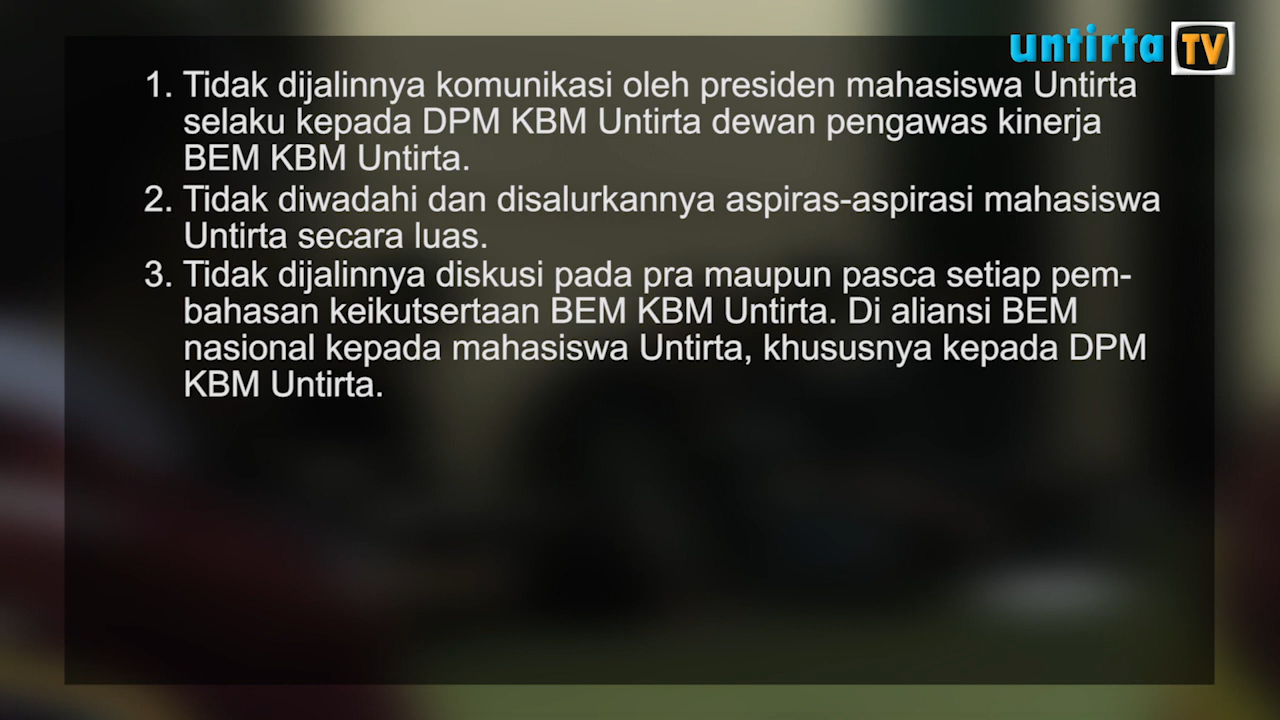 untirta TV
1. Tidak dijalinnya komunikasi oleh presiden mahasiswa Untirta
selaku kepada DPM KBM Untirta dewan pengawas kinerja
BEM KBM Untirta.
2. Tidak diwadahi dan disalurkannya aspiras-aspirasi mahasiswa
Untirta secara luas.
3. Tidak dijalinnya diskusi pada pra maupun pasca setiap pem-
bahasan keikutsertaan BEM KBM Untirta. Di aliansi BEM
nasional kepada mahasiswa Untirta, khususnya kepada DPM
KBM Untirta.